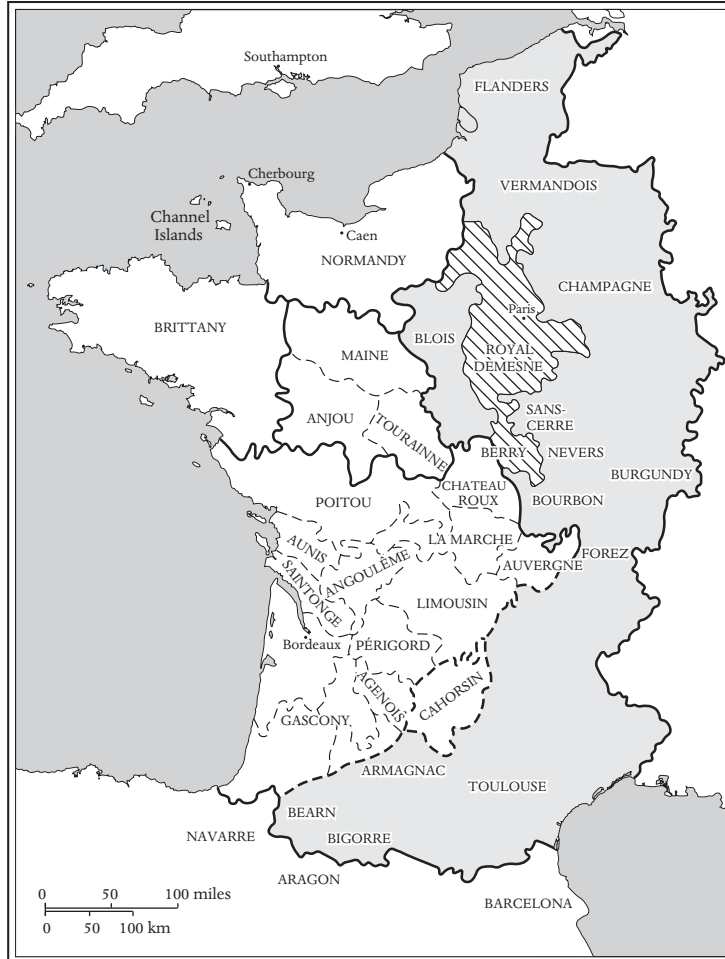 Southampton
FLANDERS
Cherbourg
VERMANDOIS
Channel
Islands
Caen
NORMANDY
CHAMPAGNE
Paris
BRITTANY
BLOIS
MAINE
ROYAL
DEMESNE
SANS-
CERRE
ANJOU
TOURAINNE
BERRY
NEVERS
BURGUNDY
CHATEAU
ROUX
POITOU
BOURBON
AUNIS
LA MARCHE
FOREZ
ANGOULÊME
AUVERGNE
SAINTONGE
LIMOUSIN
Bordeaux
PÉRIGORD
AGENOIS
CAHORSIN
GASCONY
ARMAGNAC
TOULOUSE
BEARN
NAVARRE
BIGORRE
ARAGON
BARCELONA
0 50 100 miles
0 50 100 km